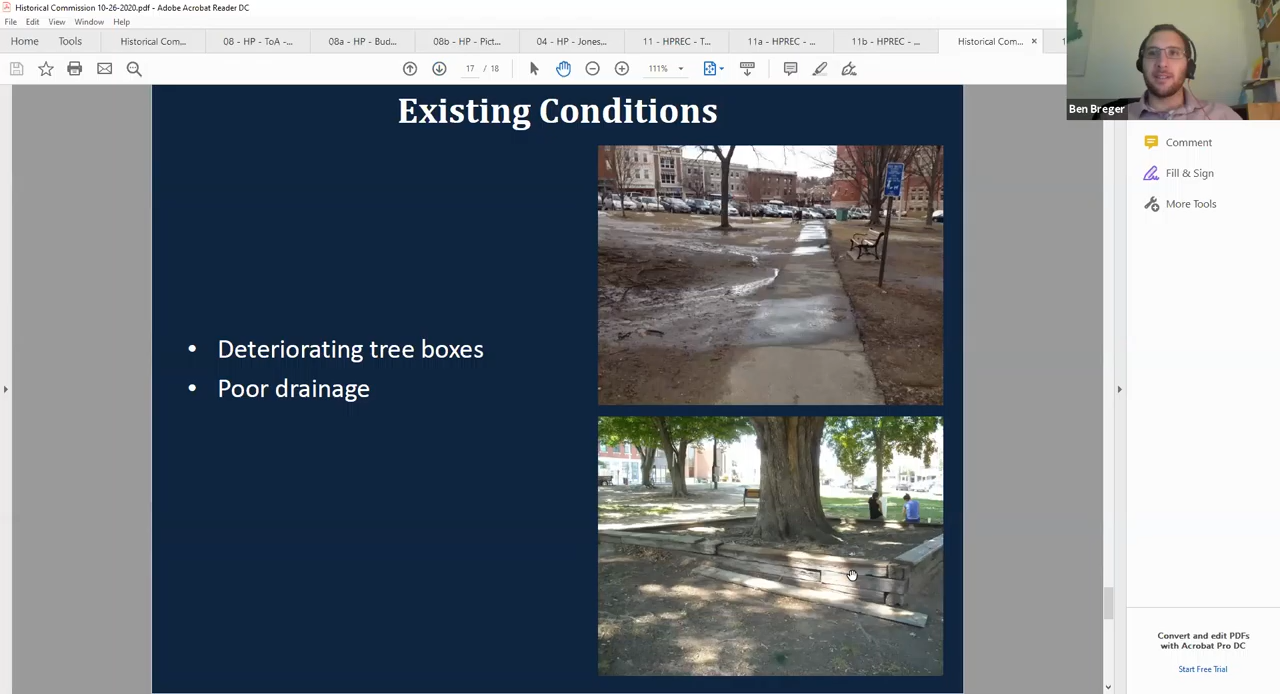 Historical Commission 10-26-2020.pdf - Adobe Acrobat Reader DC
File Edit View Window Help
Home Tools Historical Com... 08 - HP - ToA -... 08a - HP - Bud... 08b - HP - Pict... 04 - HP - Jones... 11 - HPREC - T... 11a - HPREC - ... 11b - HPREC - ... Historical Com... ×
17 / 18 111%
Ben Breger
Existing Conditions
• Deteriorating tree boxes
• Poor drainage
Comment
Fill & Sign
More Tools
Convert and edit PDFs
with Acrobat Pro DC
Start Free Trial